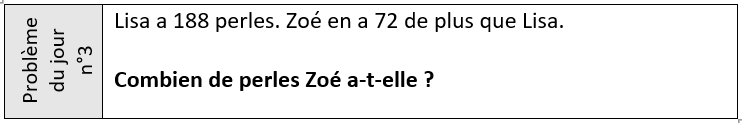 Problème
du jour
n°3
Lisa a 188 perles. Zoé en a 72 de plus que Lisa.
Combien de perles Zoé a-t-elle ?